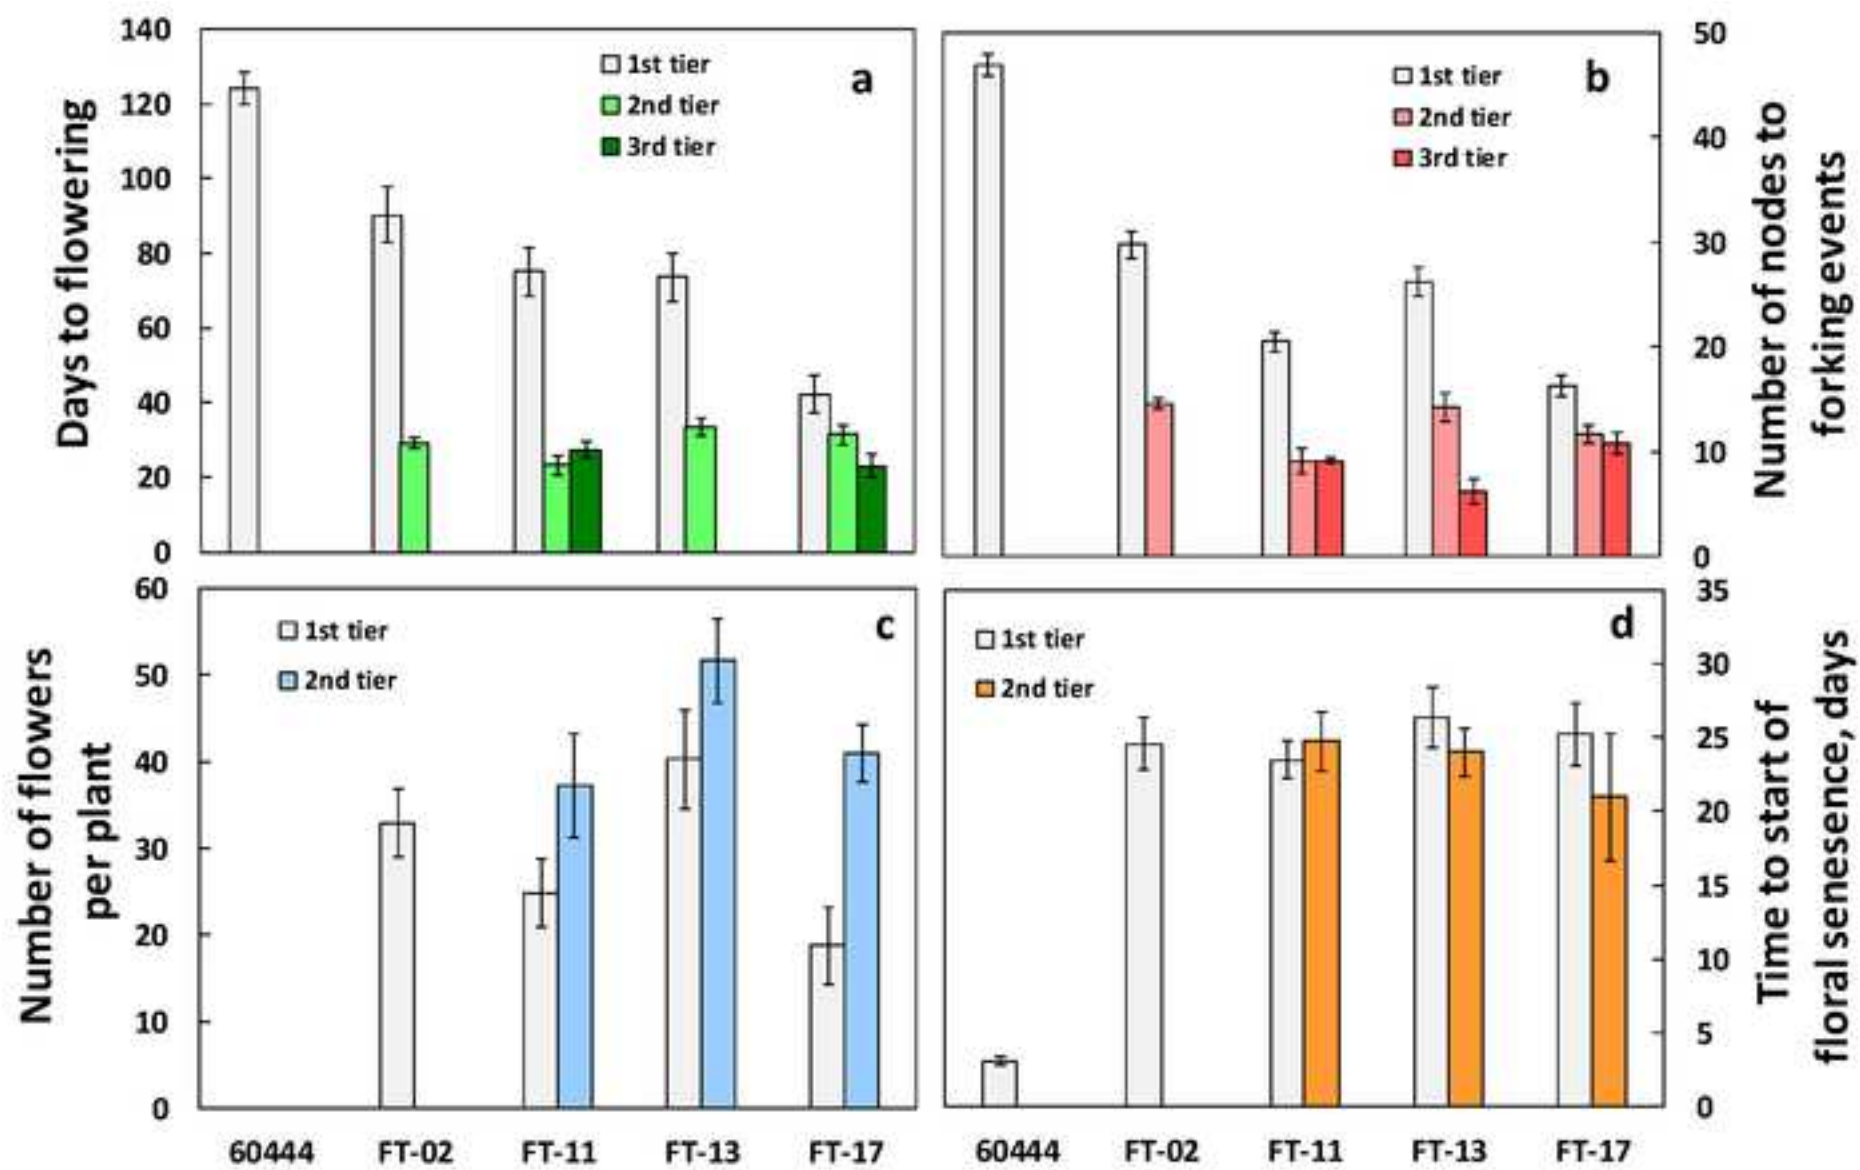 140
120
100
80
60
40
20
0
Days to flowering
1st tier
2nd tier
3rd tier
a
1st tier
2nd tier
3rd tier
b
50
40
30
20
10
0
Number of nodes to
forking events
60
50
40
30
20
10
0
Number of flowers
per plant
1st tier
2nd tier
c
60444
FT-02
FT-11
FT-13
FT-17
1st tier
2nd tier
d
35
30
25
20
15
10
5
0
Time to start of
floral senesence, days
60444
FT-02
FT-11
FT-13
FT-17